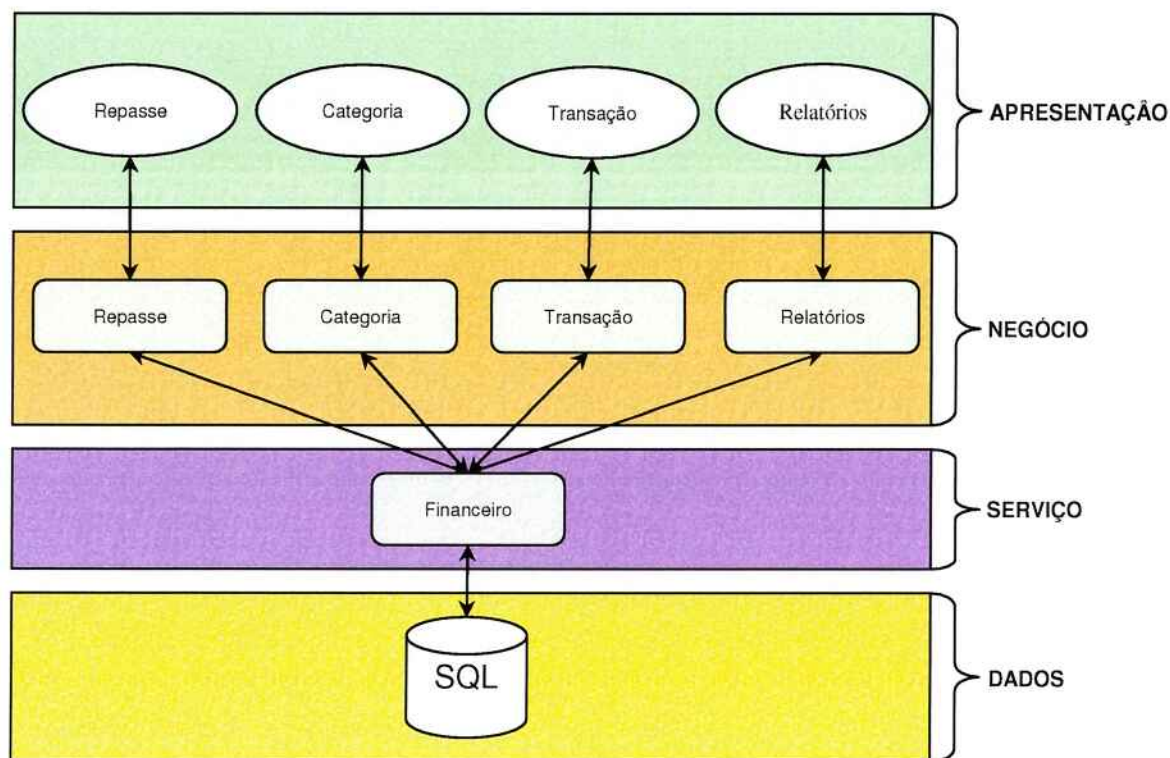 Repasse
Categoria
Transação
Relatórios
APRESENTAÇÃO
Repasse
Categoria
Transação
Relatórios
NEGÓCIO
Financeiro
SERVIÇO
SQL
DADOS